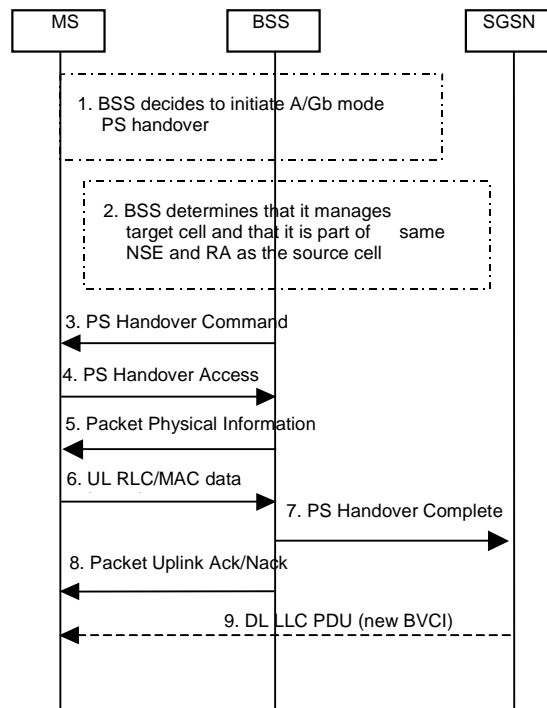 MS
BSS
SGSN
1. BSS decides to initiate A/Gb mode
PS handover
2. BSS determines that it manages
target cell and that it is part of same
NSE and RA as the source cell
3. PS Handover Command
4. PS Handover Access
5. Packet Physical Information
6. UL RLC/MAC data
7. PS Handover Complete
8. Packet Uplink Ack/Nack
9. DL LLC PDU (new BVCI)